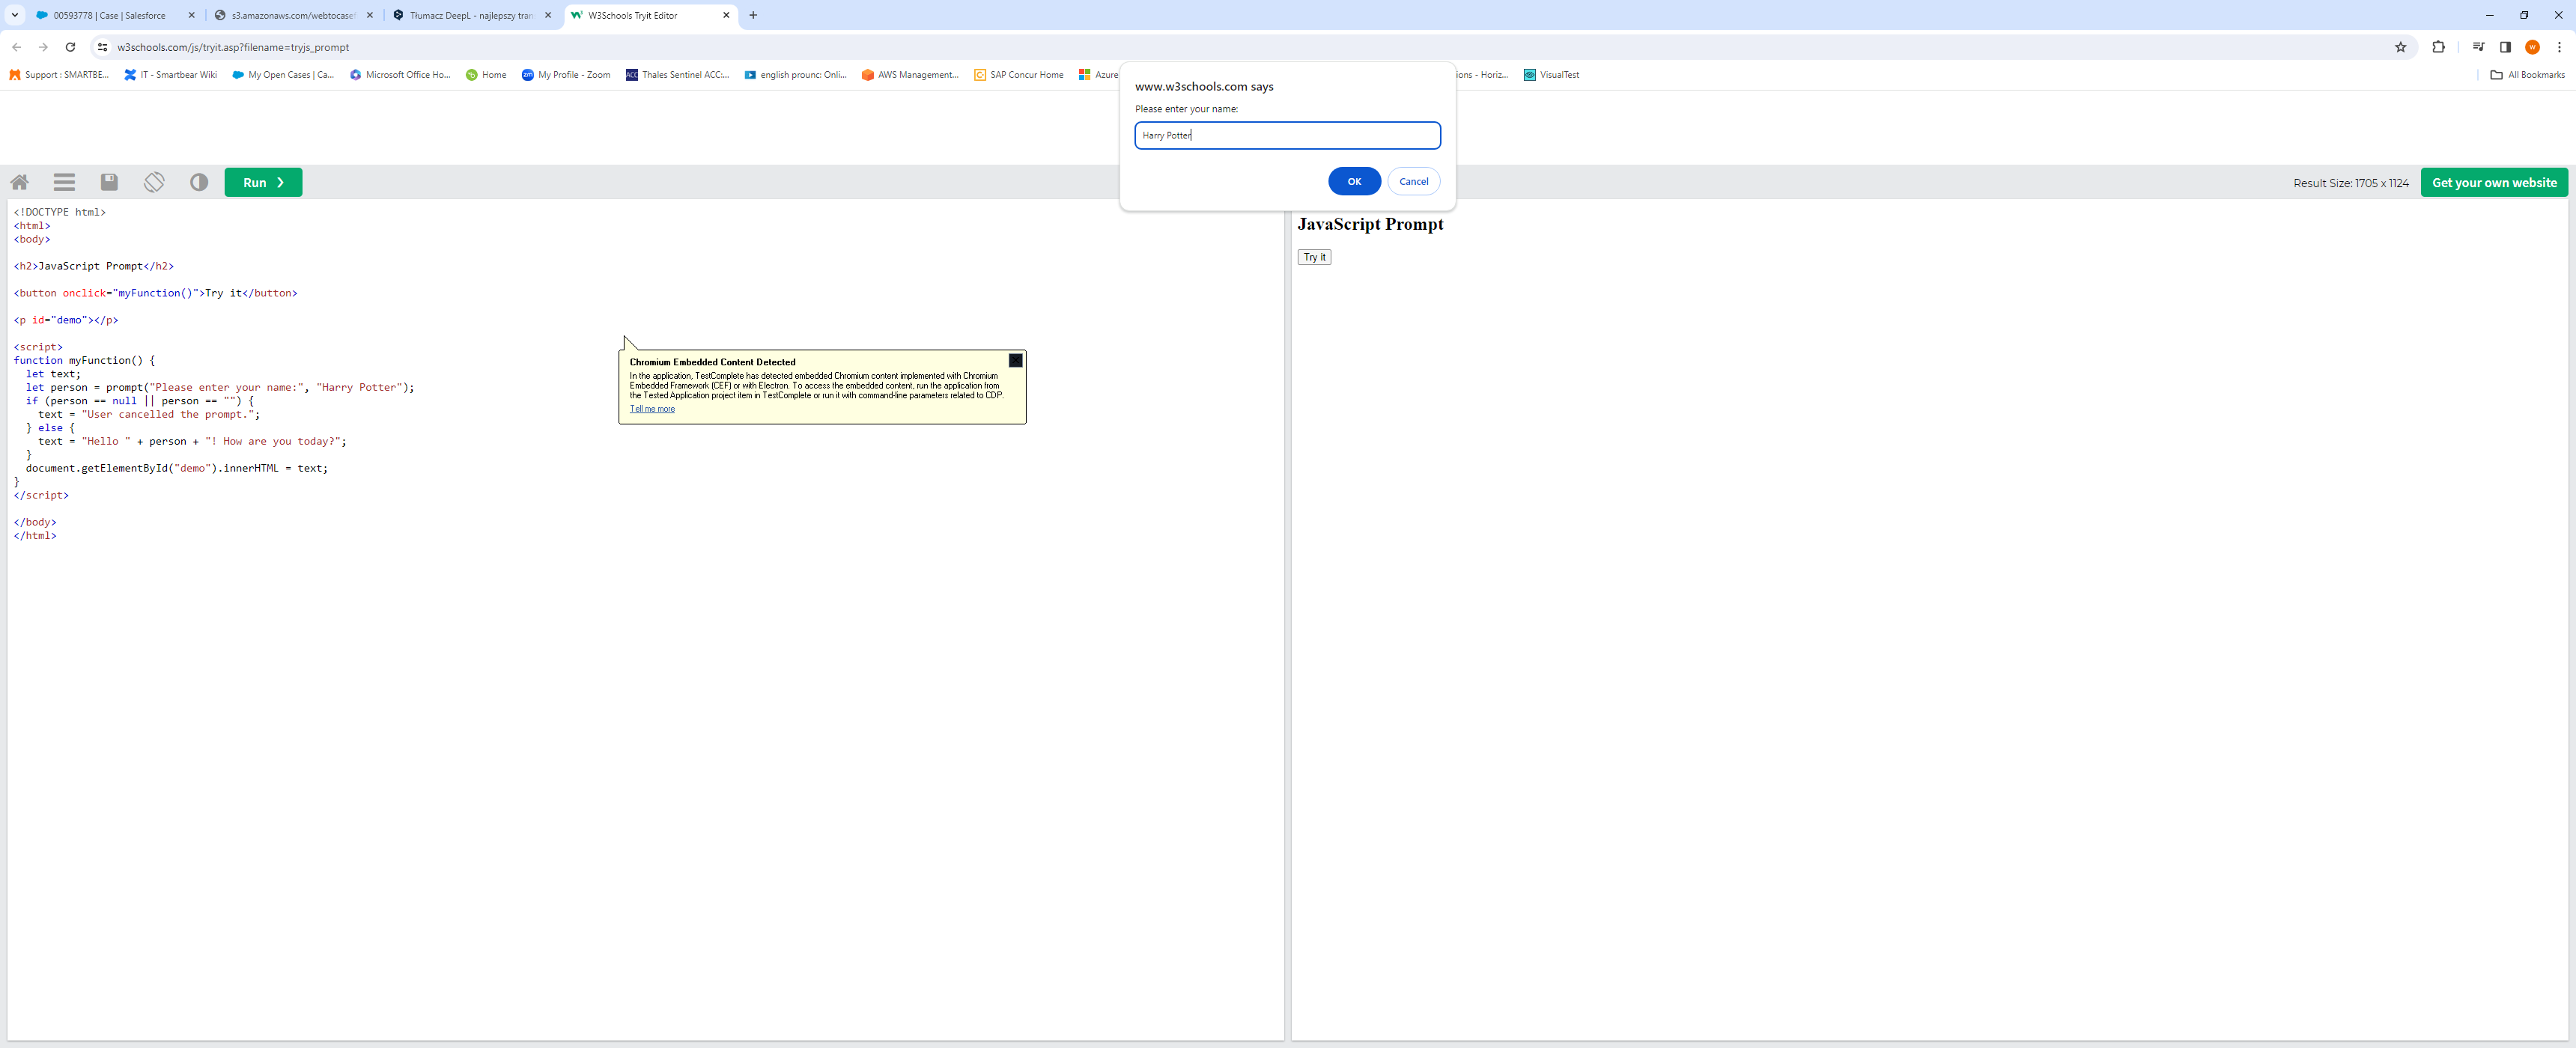 00593778 | Case | Salesforce
s3.amazonaws.com/webtocase
Tłumacz DeepL - najlepszy tran
W3Schools Tryit Editor
w3schools.com/js/tryit.asp?filename=tryjs_prompt
W
Support : SMARTBE...
IT - Smartbear Wiki
My Open Cases | Ca...
Microsoft Office Ho...
Home
zm
My Profile - Zoom
ACC
Thales Sentinel ACC:...
english prounc: Onli...
AWS Management...
SAP Concur Home
Azure
ions - Horiz...
VisualTest
All Bookmarks
www.w3schools.com says
Please enter your name:
Harry Potter
OK
Cancel
Run ❯
Result Size: 1705 x 1124
Get your own website
<!DOCTYPE html>
<html>
<body>
<h2>JavaScript Prompt</h2>
<button onclick="myFunction()">Try it</button>
<p id="demo"></p>
<script>
function myFunction() {
let text;
let person = prompt("Please enter your name:", "Harry Potter");
if (person == null || person == "") {
text = "User cancelled the prompt.";
} else {
text = "Hello " + person + "! How are you today?";
}
document.getElementById("demo").innerHTML = text;
}
</script>
</body>
</html>
Chromium Embedded Content Detected
In the application, TestComplete has detected embedded Chromium content implemented with Chromium
Embedded Framework (CEF) or with Electron. To access the embedded content, run the application from
the Tested Application project item in TestComplete or run it with command-line parameters related to CDP.
Tell me more
JavaScript Prompt
Try it